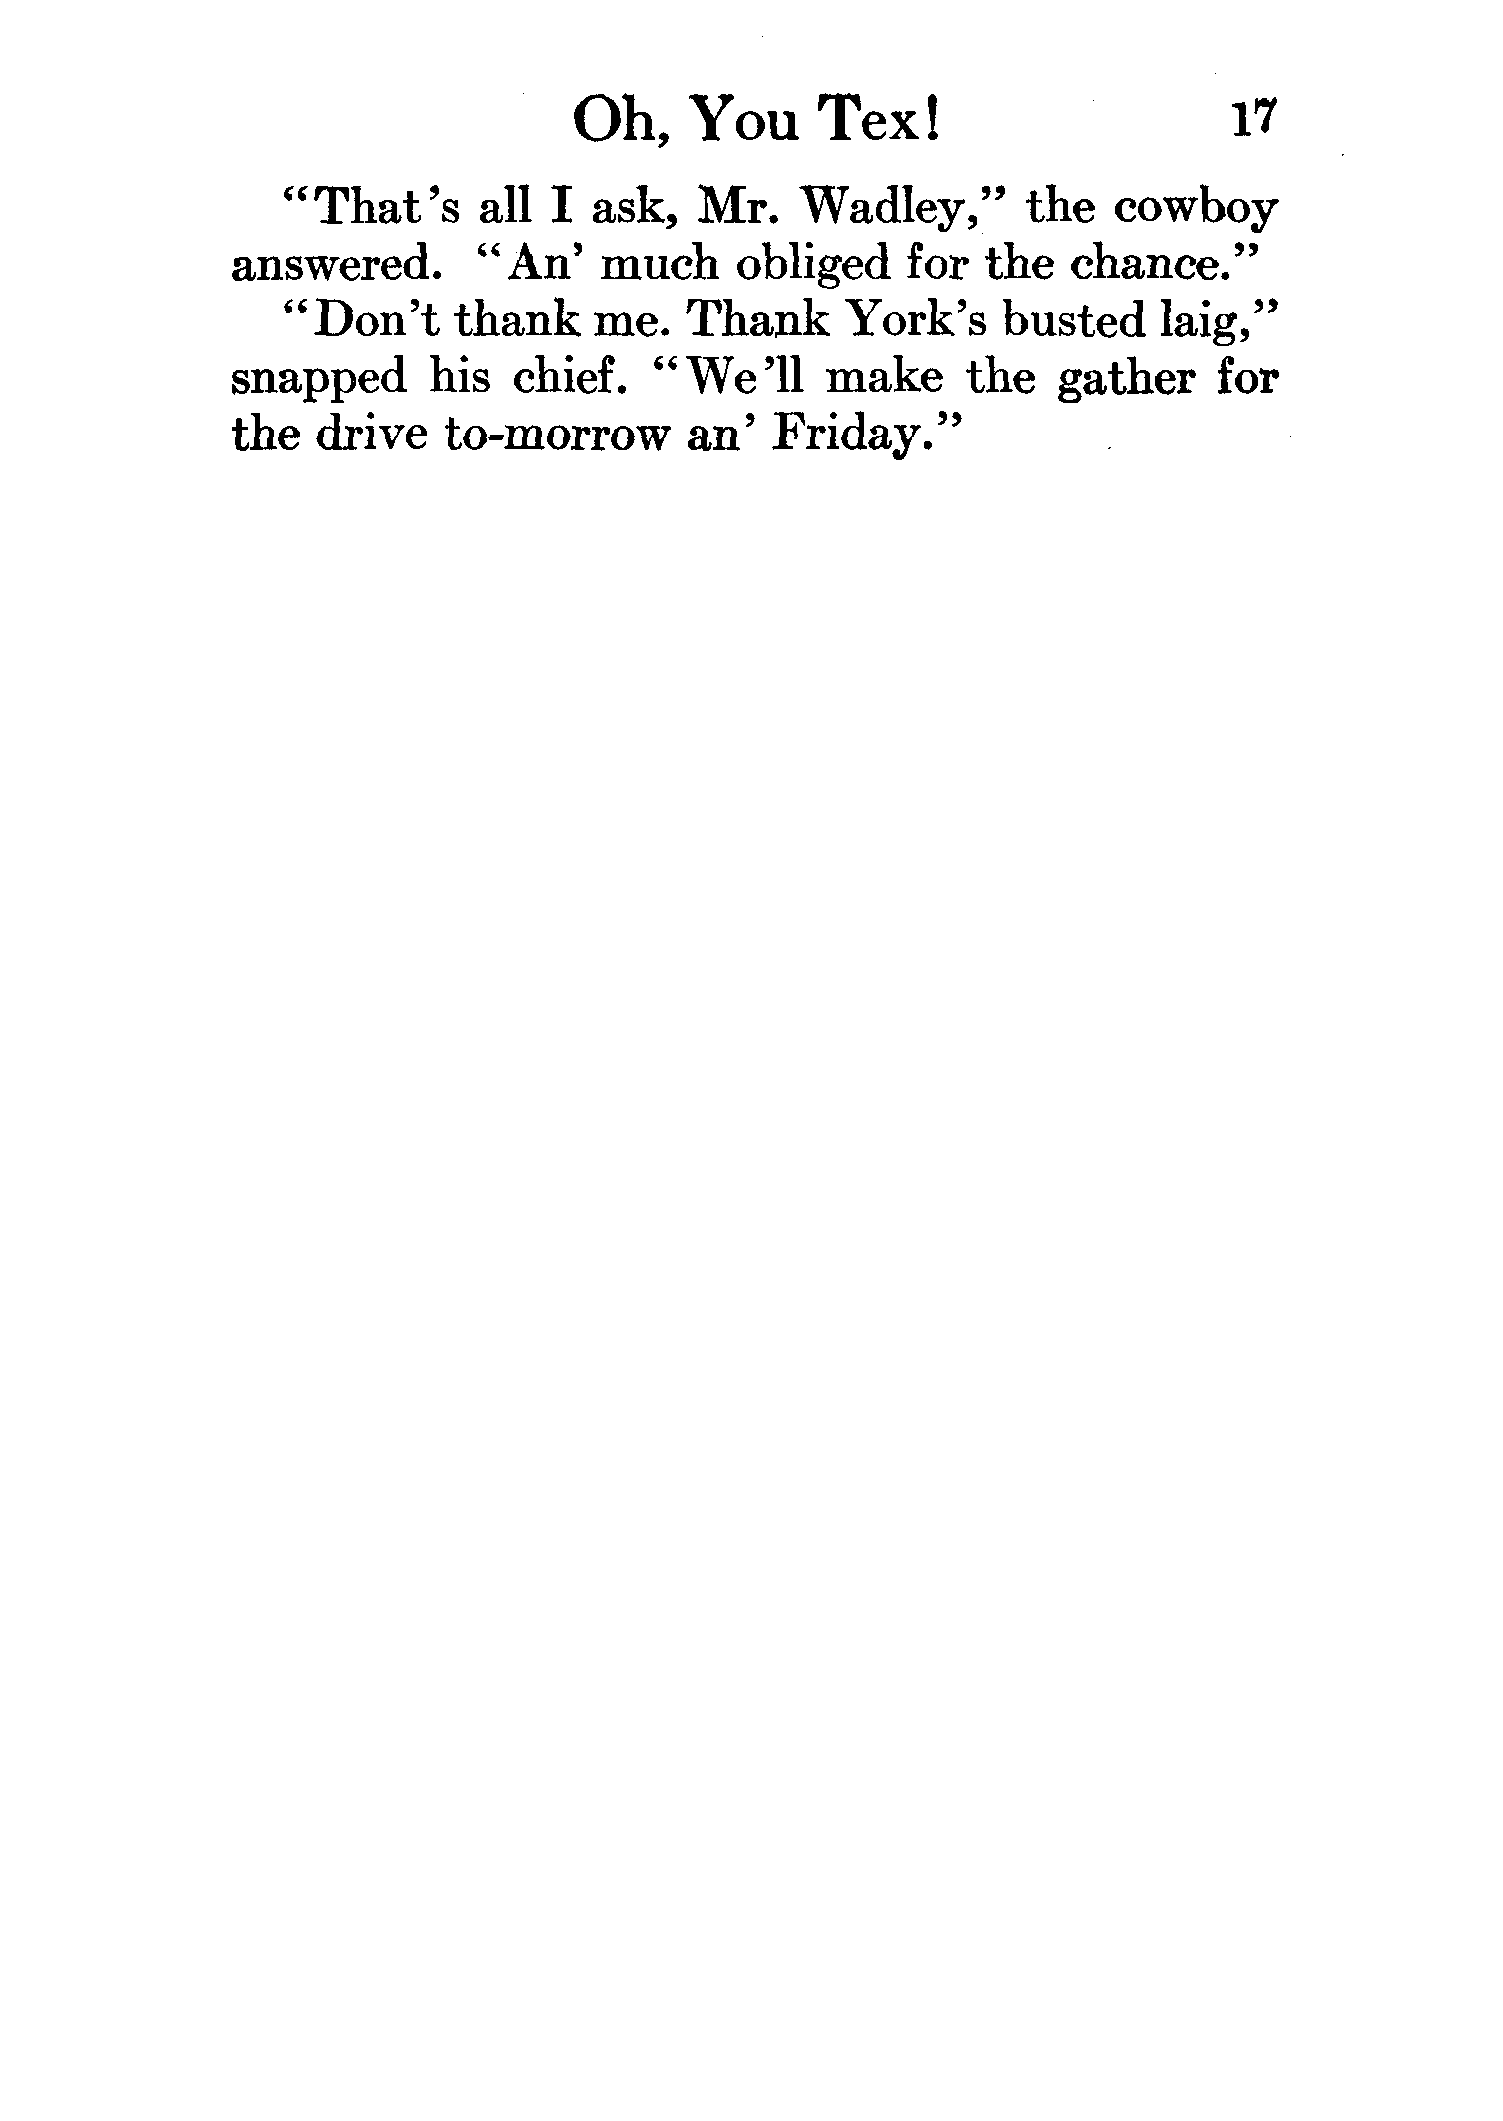 Oh, You Tex! 17
“That's all I ask, Mr. Wadley,” the cowboy
answered. “An' much obliged for the chance.”
“Don't thank me. Thank York's busted laig,”
snapped his chief. “We'll make the gather for
the drive to-morrow an' Friday.”